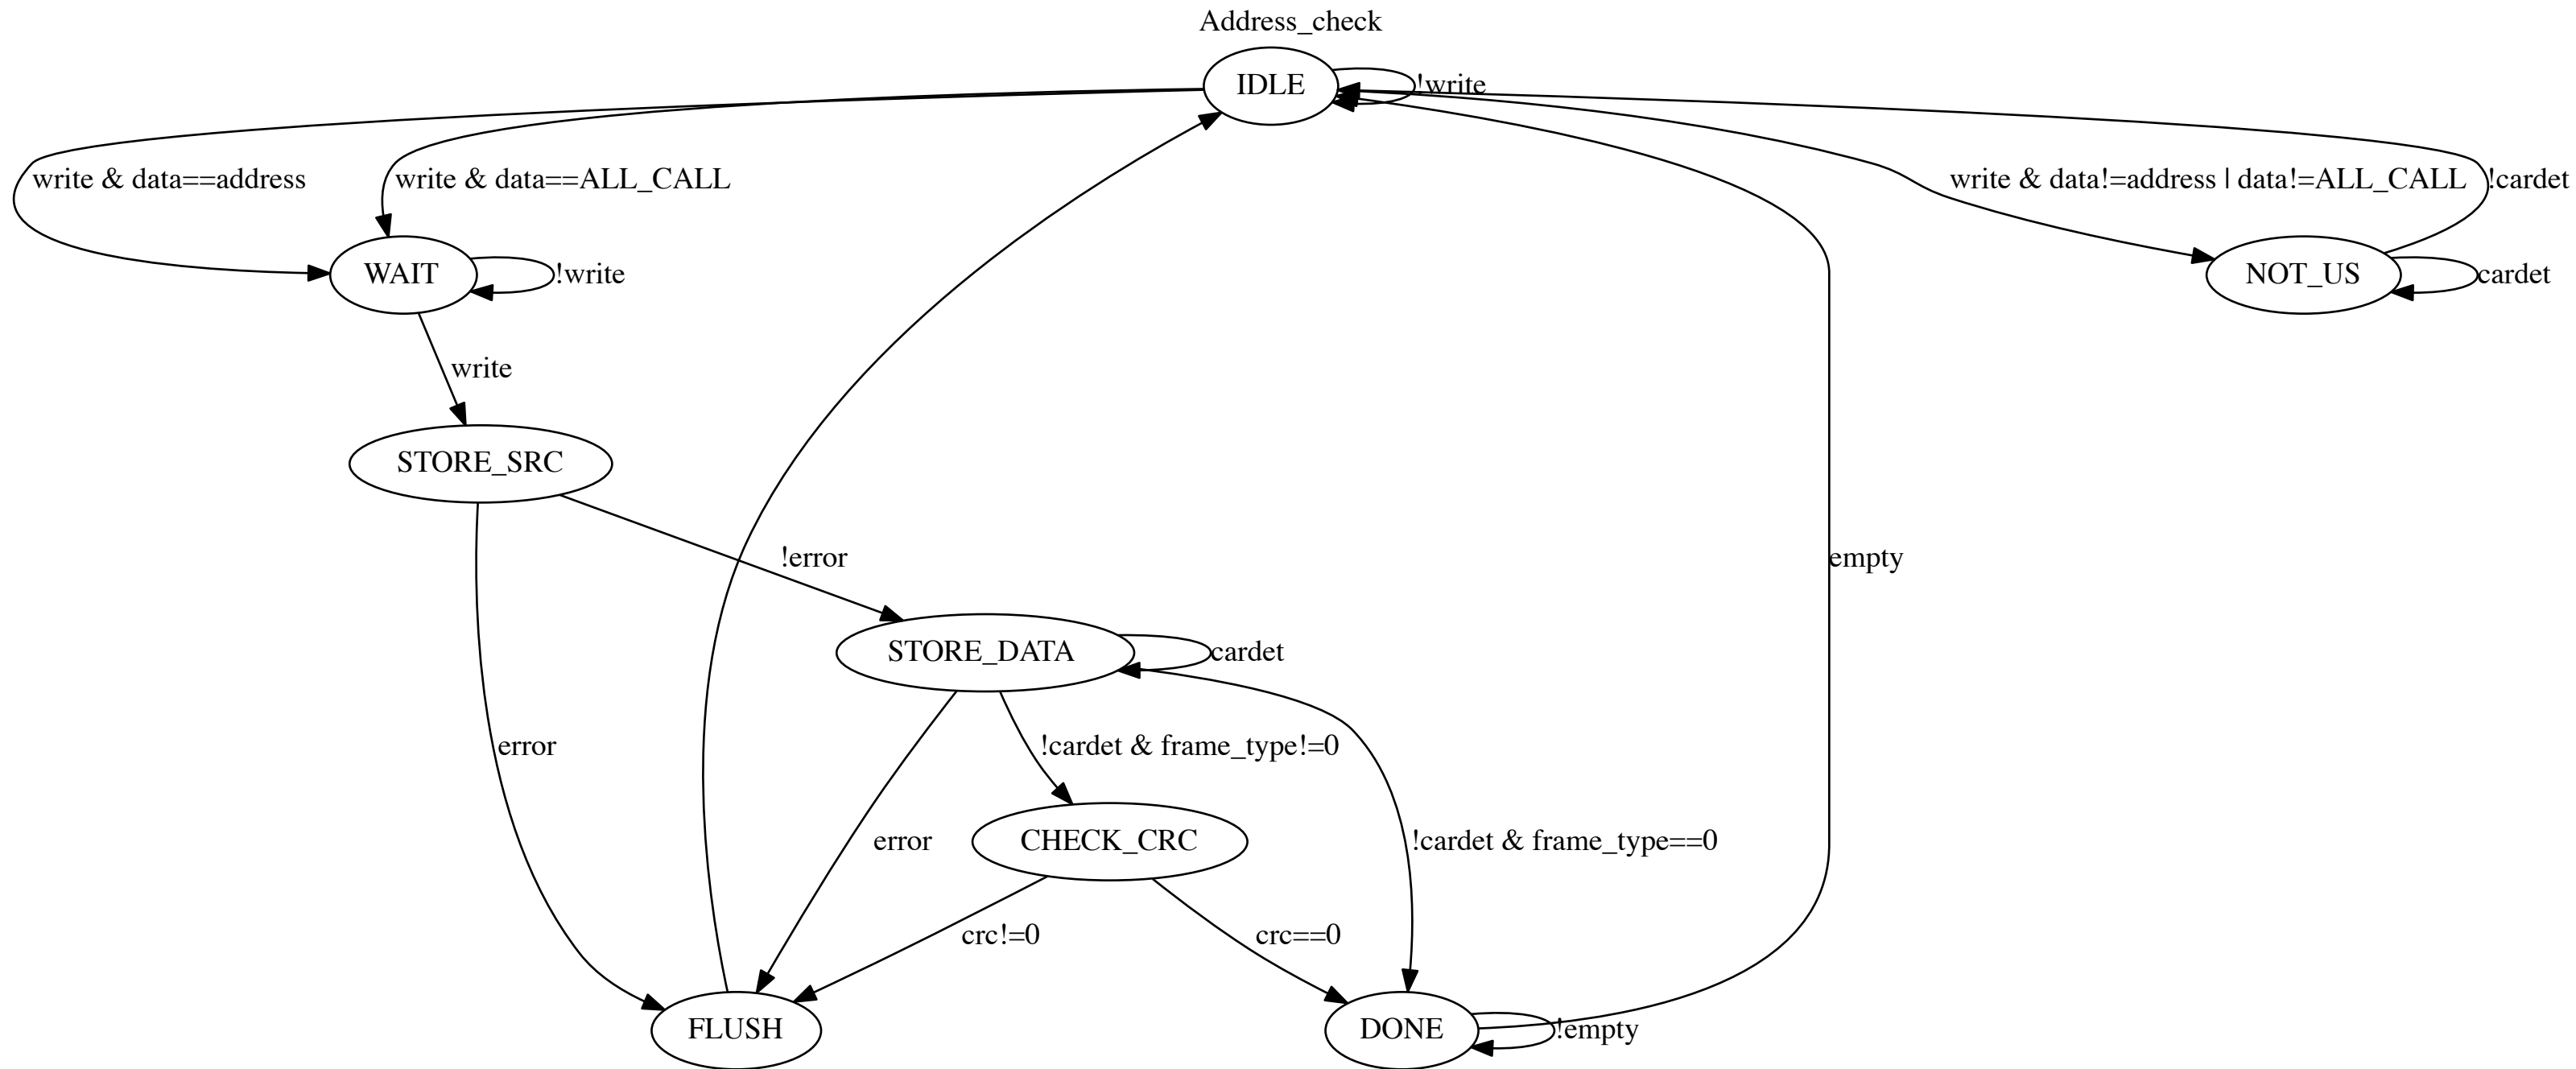 Address_check
IDLE
!write
write & data==address
write & data==ALL_CALL
write & data!=address | data!=ALL_CALL
!cardet
WAIT
!write
NOT_US
cardet
write
STORE_SRC
!error
empty
STORE_DATA
cardet
error
!cardet & frame_type!=0
error
CHECK_CRC
!cardet & frame_type==0
crc!=0
crc==0
FLUSH
DONE
!empty